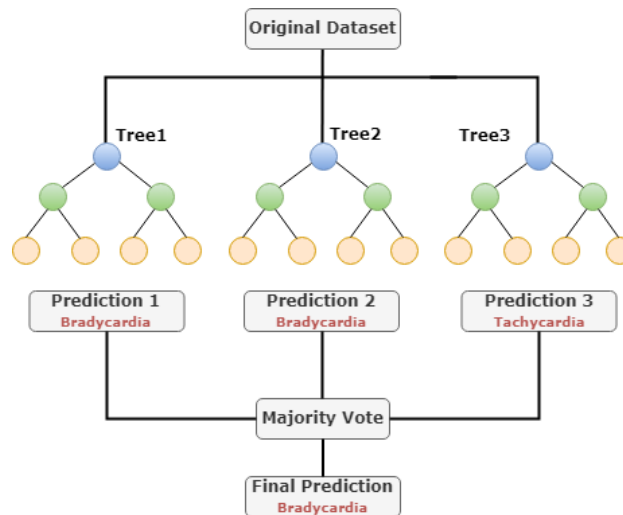 Original Dataset
Tree1
Tree2
Tree3
Prediction 1
Bradycardia
Prediction 2
Bradycardia
Prediction 3
Tachycardia
Majority Vote
Final Prediction
Bradycardia